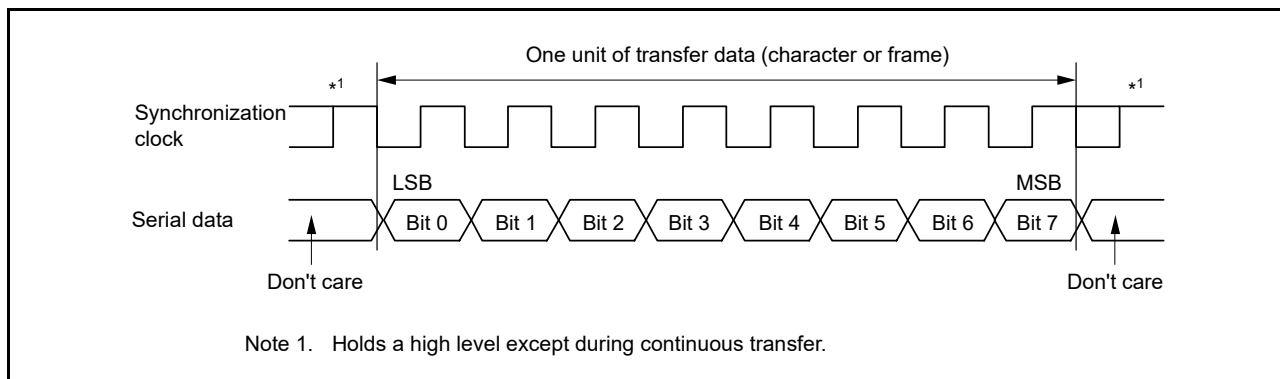 One unit of transfer data (character or frame)
*1 *1
Synchronization
clock
LSB MSB
Serial data Bit 0 Bit 1 Bit 2 Bit 3 Bit 4 Bit 5 Bit 6 Bit 7
Don't care Don't care
Note 1. Holds a high level except during continuous transfer.